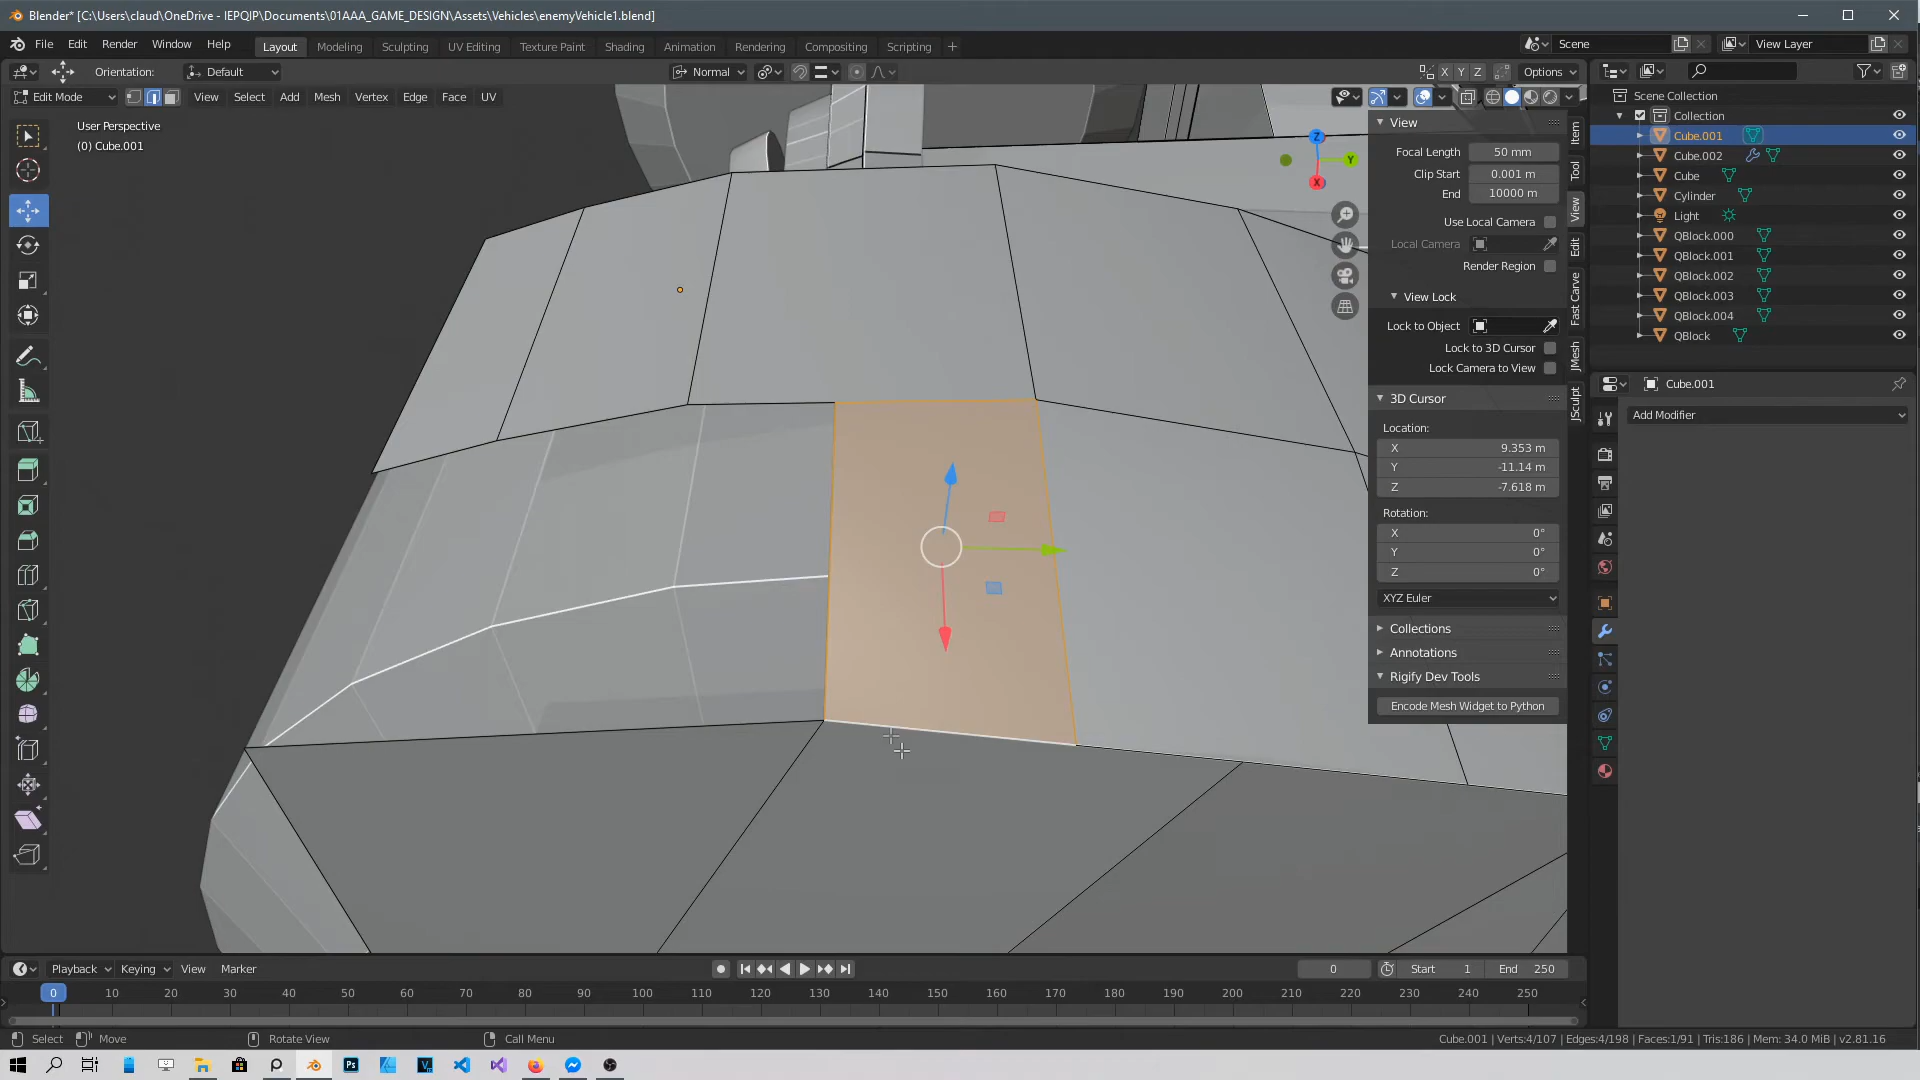 Blender* [C:\Users\claud\OneDrive - IEPQIP\Documents\01AAA_GAME_DESIGN\Assets\Vehicles\enemyVehicle1.blend]
File Edit Render Window Help Layout Modeling Sculpting UV Editing Texture Paint Shading Animation Rendering Compositing Scripting + Scene View Layer
Orientation: Default Normal X Y Z Options
Edit Mode View Select Add Mesh Vertex Edge Face UV
User Perspective
(0) Cube.001
Z
Y
X
View
Focal Length 50 mm
Clip Start 0.001 m
End 10000 m
Use Local Camera
Local Camera
Render Region
View Lock
Lock to Object
Lock to 3D Cursor
Lock Camera to View
3D Cursor
Location:
X 9.353 m
Y -11.14 m
Z -7.618 m
Rotation:
X 0°
Y 0°
Z 0°
XYZ Euler
Collections
Annotations
Rigify Dev Tools
Encode Mesh Widget to Python
Item
Tool
View
Edit
Fast Carve
JMesh
JSculpt
Scene Collection
Collection
Cube.001
Cube.002
Cube
Cylinder
Light
QBlock.000
QBlock.001
QBlock.002
QBlock.003
QBlock.004
QBlock
Cube.001
Add Modifier
Playback Keying View Marker 0 Start 1 End 250
0 10 20 30 40 50 60 70 80 90 100 110 120 130 140 150 160 170 180 190 200 210 220 230 240 250
Select Move Rotate View Call Menu Cube.001 | Verts:4/107 | Edges:4/198 | Faces:1/91 | Tris:186 | Mem: 34.0 MiB | v2.81.16
Ps